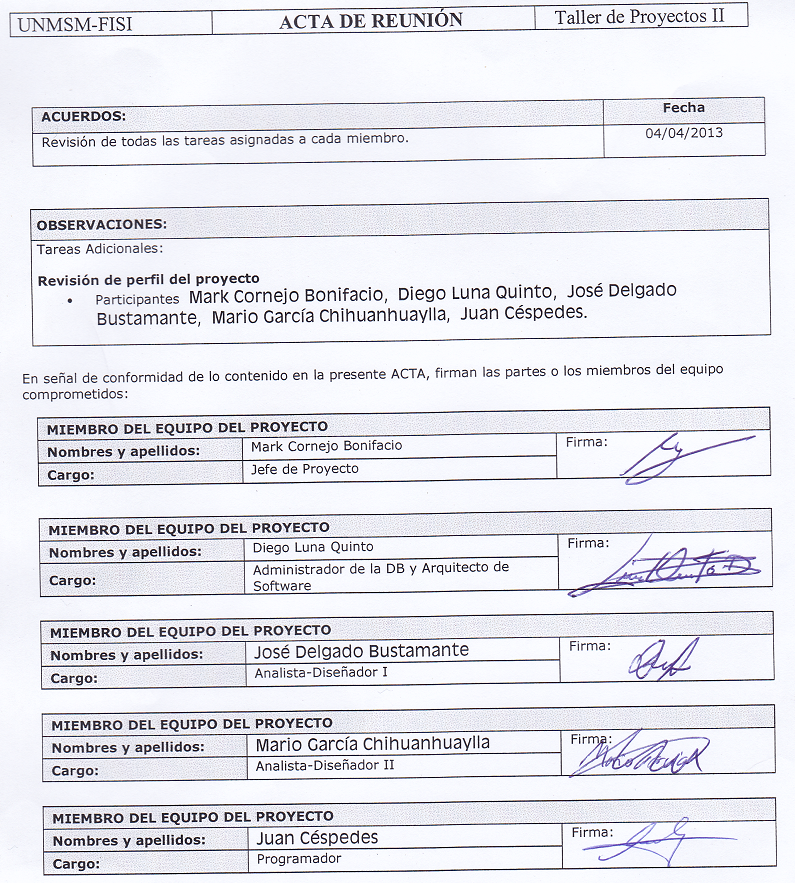 UNMSM-FISI ACTA DE REUNIÓN Taller de Proyectos II
ACUERDOS: Fecha
Revisión de todas las tareas asignadas a cada miembro. 04/04/2013
OBSERVACIONES:
Tareas Adicionales:
Revisión de perfil del proyecto
• Participantes Mark Cornejo Bonifacio, Diego Luna Quinto, José Delgado
Bustamante, Mario García Chihuanhuaylla, Juan Céspedes.
En señal de conformidad de lo contenido en la presente ACTA, firman las partes o los miembros del equipo
comprometidos:
MIEMBRO DEL EQUIPO DEL PROYECTO
Nombres y apellidos: Mark Cornejo Bonifacio Firma:
Cargo: Jefe de Proyecto
MIEMBRO DEL EQUIPO DEL PROYECTO
Nombres y apellidos: Diego Luna Quinto Firma:
Cargo: Administrador de la DB y Arquitecto de
Software
MIEMBRO DEL EQUIPO DEL PROYECTO
Nombres y apellidos: José Delgado Bustamante Firma:
Cargo: Analista-Diseñador I
MIEMBRO DEL EQUIPO DEL PROYECTO
Nombres y apellidos: Mario García Chihuanhuaylla Firma:
Cargo: Analista-Diseñador II
MIEMBRO DEL EQUIPO DEL PROYECTO
Nombres y apellidos: Juan Céspedes Firma:
Cargo: Programador